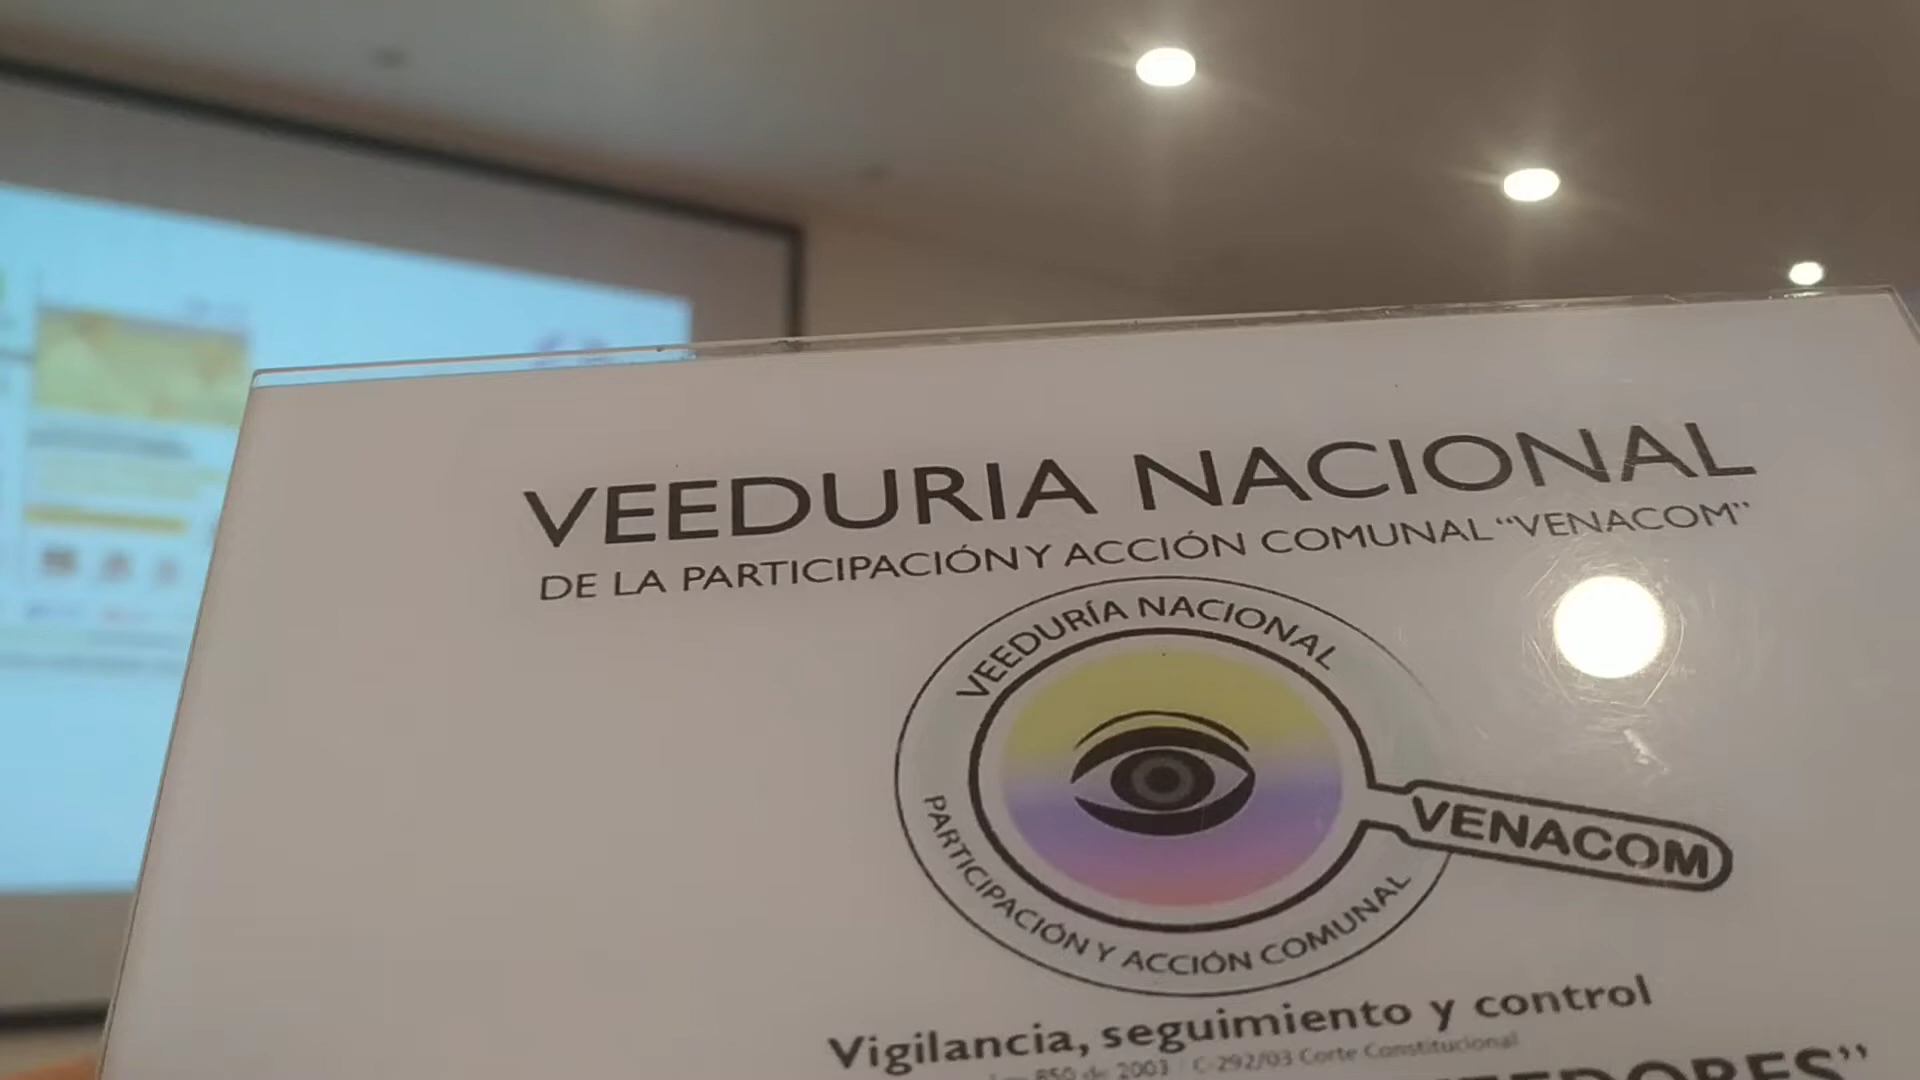 VEEDURIA NACIONAL
DE LA PARTICIPACIÓN Y ACCIÓN COMUNAL “VENACOM”
VEEDURÍA NACIONAL
PARTICIPACIÓN Y ACCIÓN COMUNAL
VENACOM
Vigilancia, seguimiento y control
850 de 2003 C-292/03 Corte Constitucional